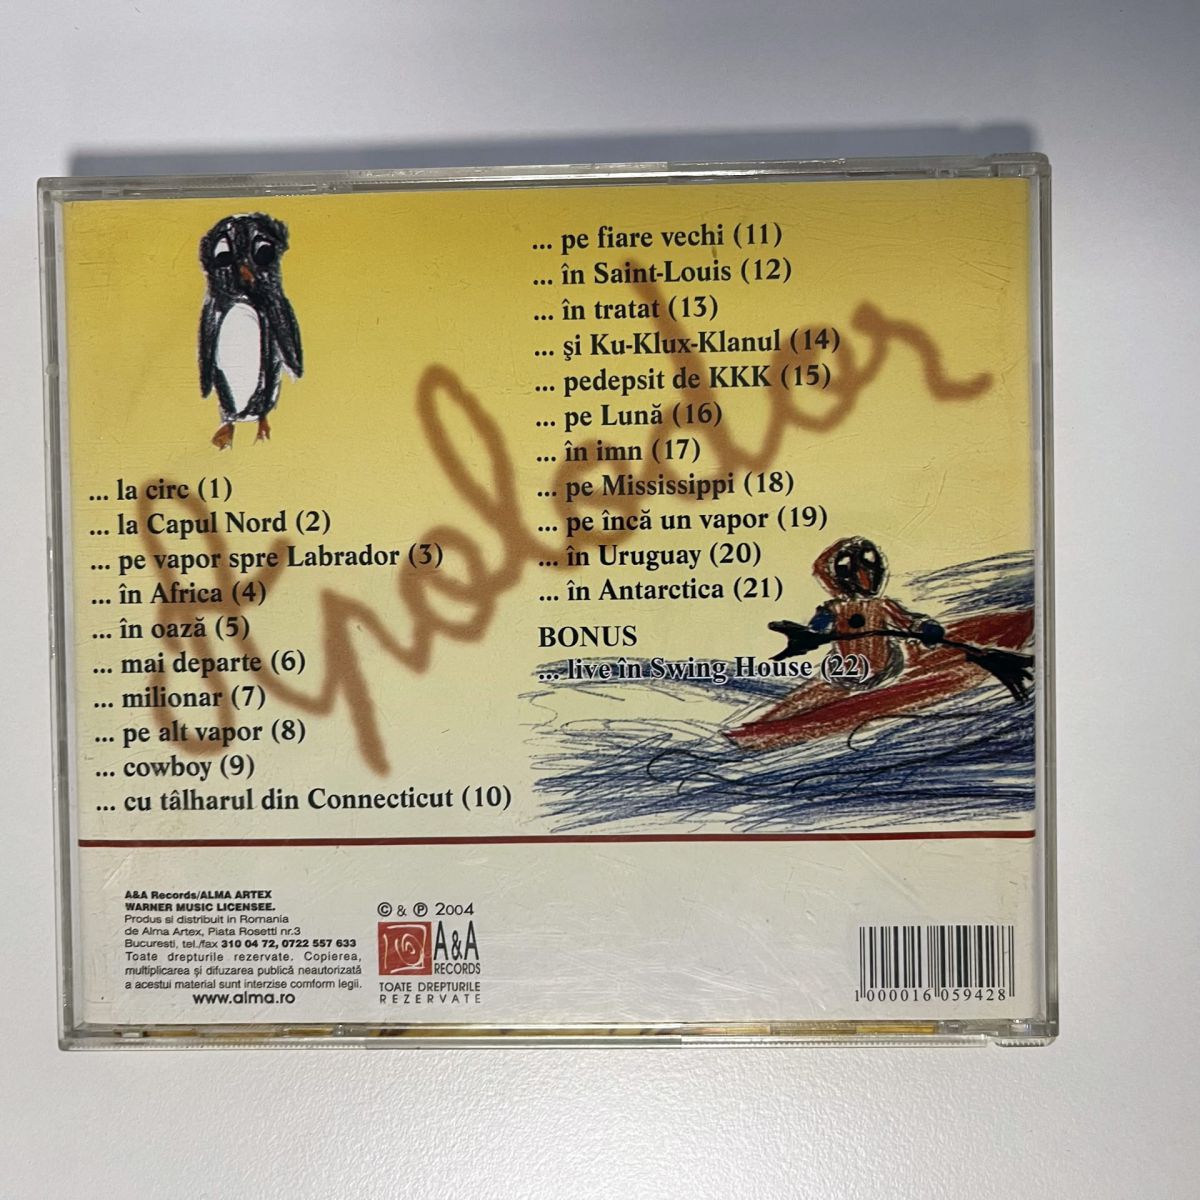 Apolodor
... la circ (1)
... la Capul Nord (2)
... pe vapor spre Labrador (3)
... în Africa (4)
... în oază (5)
... mai departe (6)
... milionar (7)
... pe alt vapor (8)
... cowboy (9)
... cu tâlharul din Connecticut (10)
... pe fiare vechi (11)
... în Saint-Louis (12)
... în tratat (13)
... şi Ku-Klux-Klanul (14)
... pedepsit de KKK (15)
... pe Lună (16)
... în imn (17)
... pe Mississippi (18)
... pe încă un vapor (19)
... în Uruguay (20)
... în Antarctica (21)
BONUS
... live în Swing House (22)
A&A Records/ALMA ARTEX
WARNER MUSIC LICENSEE.
Produs si distribuit in Romania
de Alma Artex, Piata Rosetti nr.3
Bucuresti, tel./fax 310 04 72, 0722 557 633
Toate drepturile rezervate. Copierea,
multiplicarea şi difuzarea publică neautorizată
a acestui material sunt interzise comform legii.
www.alma.ro
© & ℗ 2004
A&A
RECORDS
TOATE DREPTURILE
REZERVATE
1 000016 059428